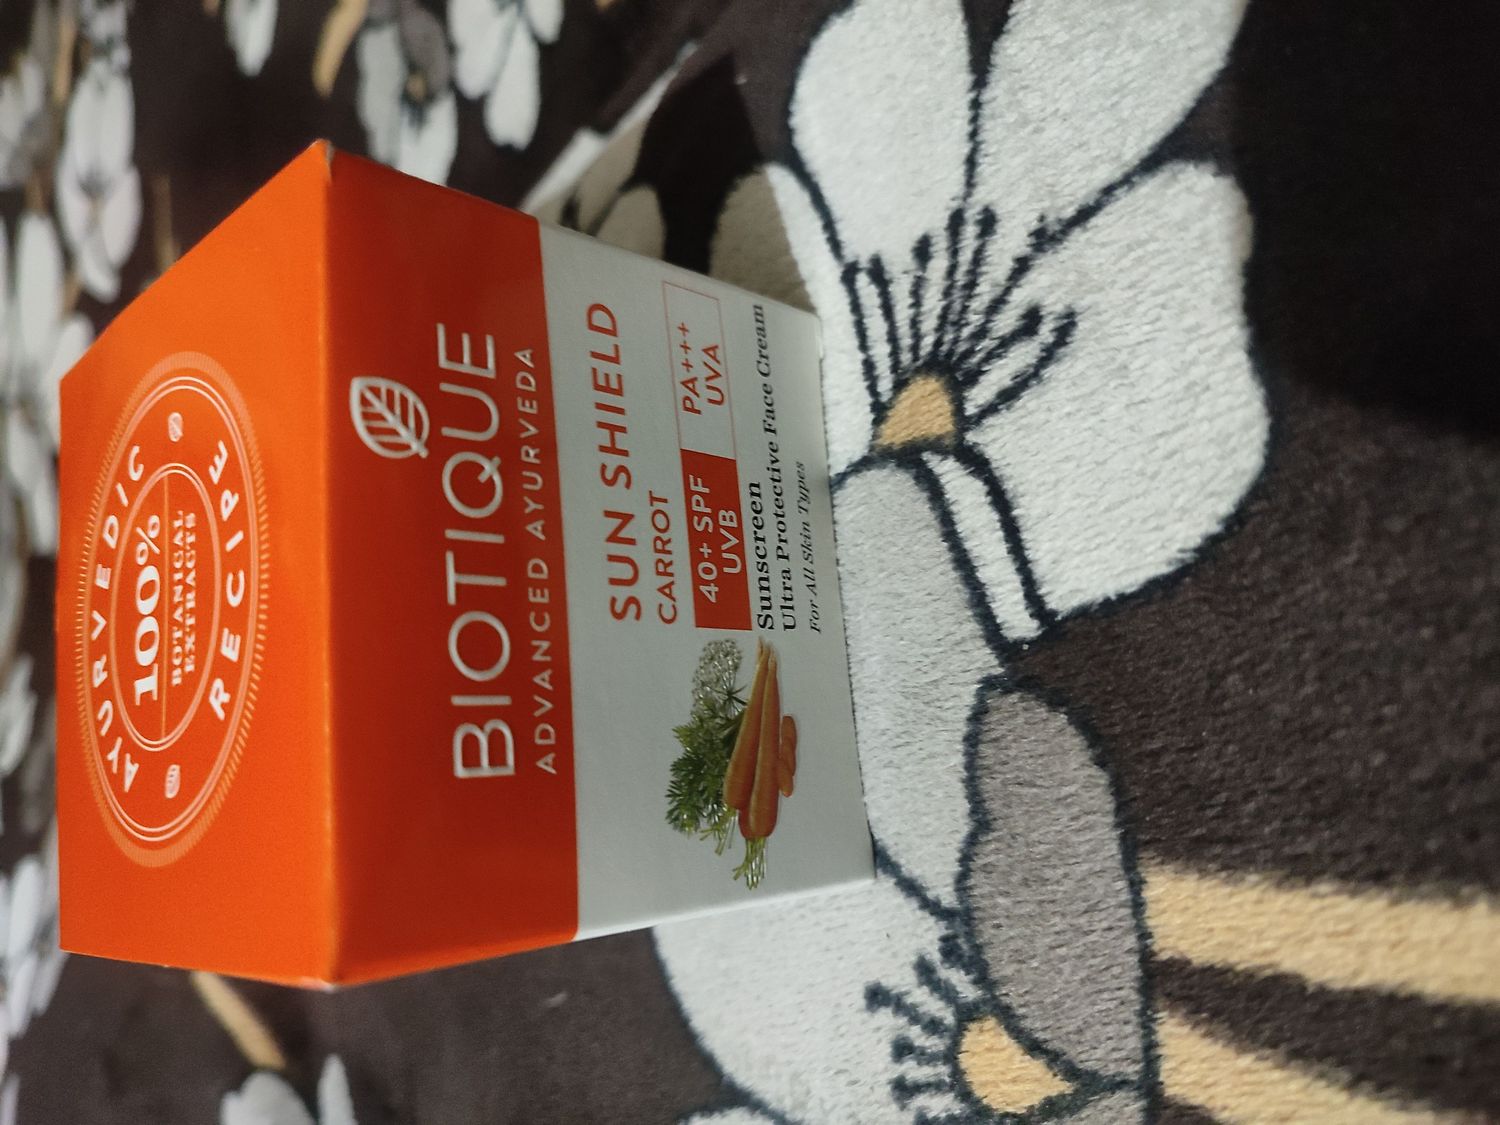 AYURVEDIC
100%
BOTANICAL
EXTRACTS
RECIPE
BIOTIQUE
ADVANCED AYURVEDA
SUN SHIELD
CARROT
40+ SPF
UVB
PA+++
UVA
Sunscreen
Ultra Protective Face Cream
For All Skin Types